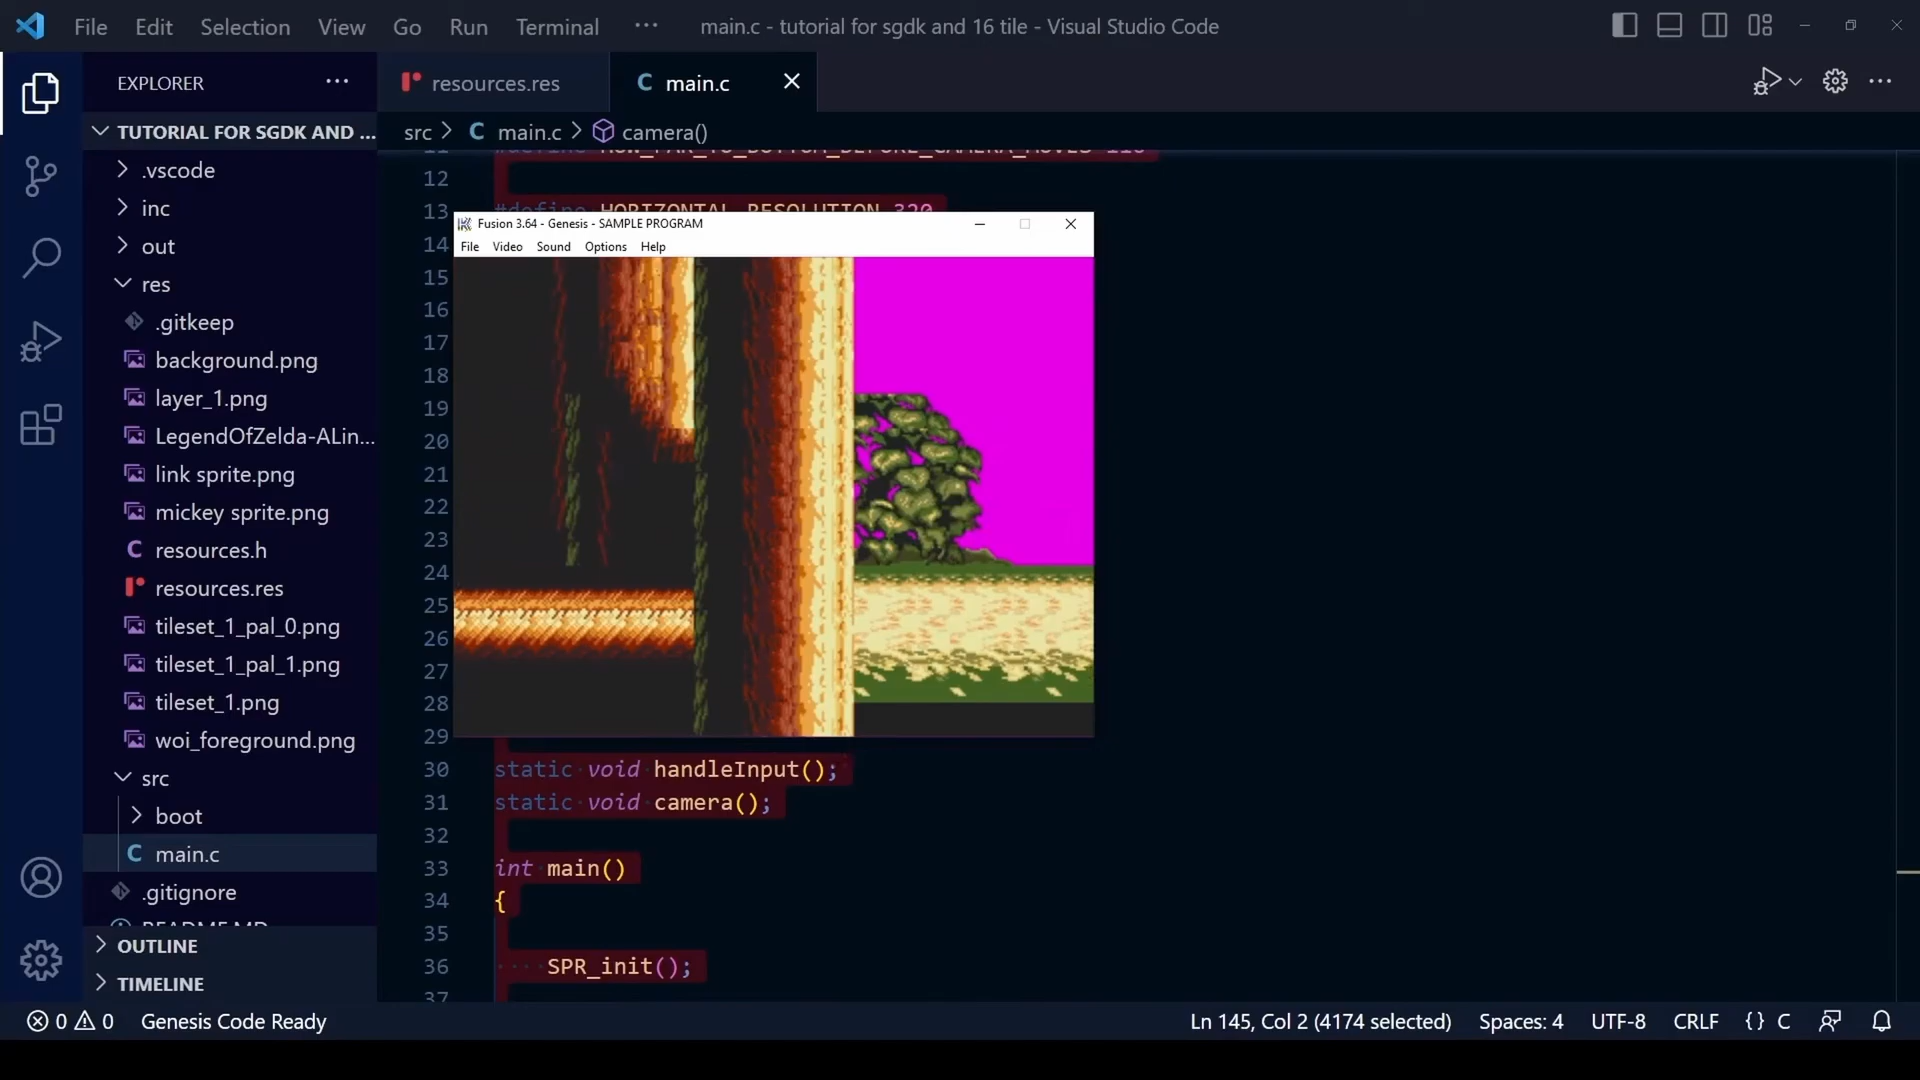 File Edit Selection View Go Run Terminal ··· main.c - tutorial for sgdk and 16 tile - Visual Studio Code
EXPLORER ···
resources.res
C main.c
TUTORIAL FOR SGDK AND ...
src > C main.c > camera()
.vscode
inc
out
res
.gitkeep
background.png
layer_1.png
LegendOfZelda-ALin...
link sprite.png
mickey sprite.png
C resources.h
resources.res
tileset_1_pal_0.png
tileset_1_pal_1.png
tileset_1.png
woi_foreground.png
src
boot
C main.c
.gitignore
README.MD
OUTLINE
TIMELINE
12
13 #define HORIZONTAL_RESOLUTION 320
14
15
16
17
18
19
20
21
22
23
24
25
26
27
28
29
30 static void handleInput();
31 static void camera();
32
33 int main()
34 {
35
36 SPR_init();
37
Fusion 3.64 - Genesis - SAMPLE PROGRAM
File Video Sound Options Help
0 0 Genesis Code Ready
Ln 145, Col 2 (4174 selected) Spaces: 4 UTF-8 CRLF {} C